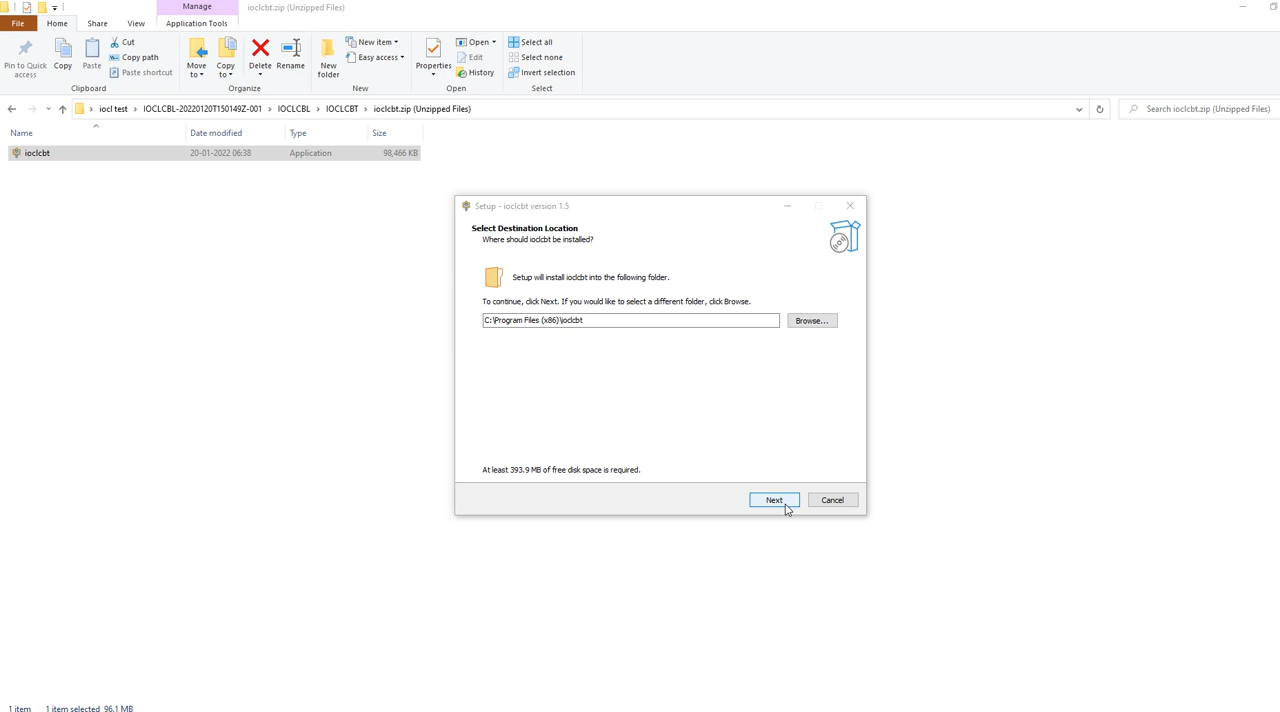 Manage
ioclcbt.zip (Unzipped Files)
File
Home
Share
View
Application Tools
Pin to Quick access
Copy
Paste
Cut
Copy path
Paste shortcut
Clipboard
Move to
Copy to
Delete
Rename
Organize
New folder
New item
Easy access
New
Properties
Open
Edit
History
Open
Select all
Select none
Invert selection
Select
iocl test
IOCLCBL-20220120T150149Z-001
IOCLCBL
IOCLCBT
ioclcbt.zip (Unzipped Files)
Search ioclcbt.zip (Unzipped Files)
Name
Date modified
Type
Size
ioclcbt
20-01-2022 06:38
Application
98,466 KB
Setup - ioclcbt version 1.5
Select Destination Location
Where should ioclcbt be installed?
Setup will install ioclcbt into the following folder.
To continue, click Next. If you would like to select a different folder, click Browse.
C:\Program Files (x86)\ioclcbt
Browse...
At least 393.9 MB of free disk space is required.
Next
Cancel
1 item
1 item selected 96.1 MB